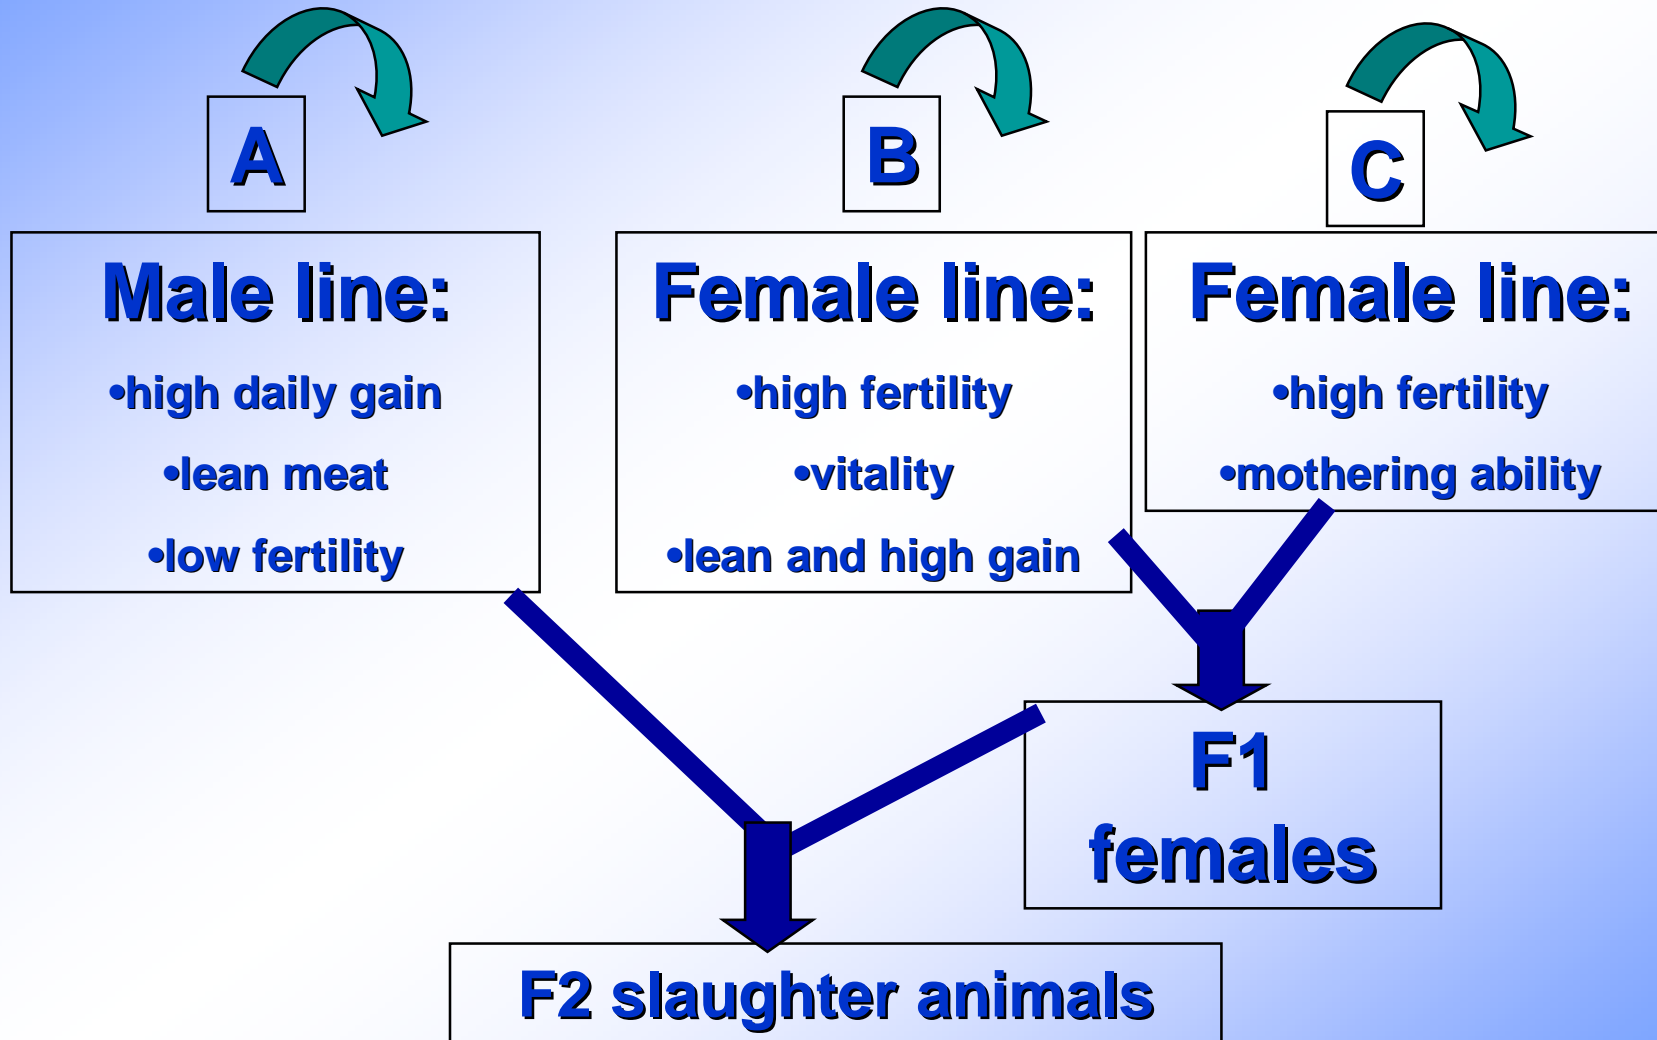 A
Male line:
•high daily gain
•lean meat
•low fertility
B
Female line:
•high fertility
•vitality
•lean and high gain
C
Female line:
•high fertility
•mothering ability
F1
females
F2 slaughter animals